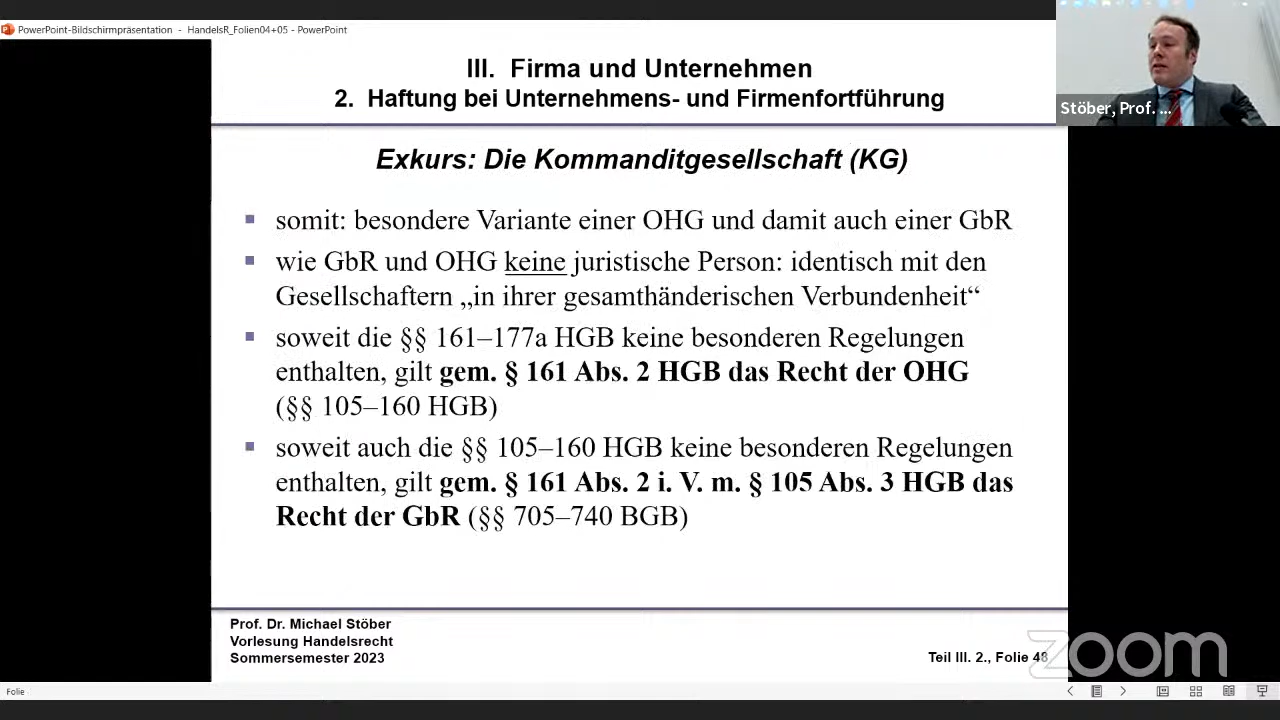 PowerPoint-Bildschirmpräsentation - HandelsR_Folien04+05 - PowerPoint
III. Firma und Unternehmen
2. Haftung bei Unternehmens- und Firmenfortführung
Stöber, Prof. ...
Exkurs: Die Kommanditgesellschaft (KG)
somit: besondere Variante einer OHG und damit auch einer GbR
wie GbR und OHG keine juristische Person: identisch mit den
Gesellschaftern „in ihrer gesamthänderischen Verbundenheit“
soweit die §§ 161–177a HGB keine besonderen Regelungen
enthalten, gilt gem. § 161 Abs. 2 HGB das Recht der OHG
(§§ 105–160 HGB)
soweit auch die §§ 105–160 HGB keine besonderen Regelungen
enthalten, gilt gem. § 161 Abs. 2 i. V. m. § 105 Abs. 3 HGB das
Recht der GbR (§§ 705–740 BGB)
Prof. Dr. Michael Stöber
Vorlesung Handelsrecht
Sommersemester 2023
Teil III. 2., Folie 48
zoom
Folie